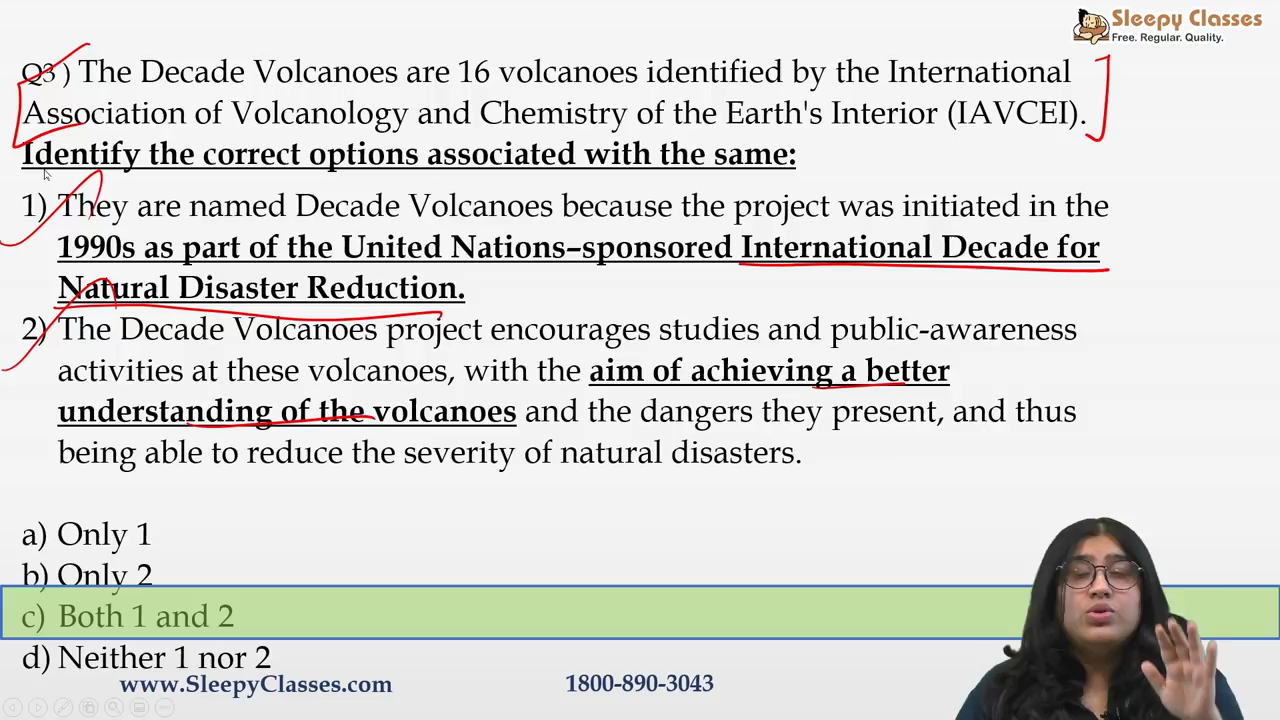 Sleepy Classes
Free. Regular. Quality.
Q3 ) The Decade Volcanoes are 16 volcanoes identified by the International
Association of Volcanology and Chemistry of the Earth's Interior (IAVCEI).
Identify the correct options associated with the same:
1) They are named Decade Volcanoes because the project was initiated in the
1990s as part of the United Nations–sponsored International Decade for
Natural Disaster Reduction.
2) The Decade Volcanoes project encourages studies and public-awareness
activities at these volcanoes, with the aim of achieving a better
understanding of the volcanoes and the dangers they present, and thus
being able to reduce the severity of natural disasters.
a) Only 1
b) Only 2
c) Both 1 and 2
d) Neither 1 nor 2
www.SleepyClasses.com 1800-890-3043